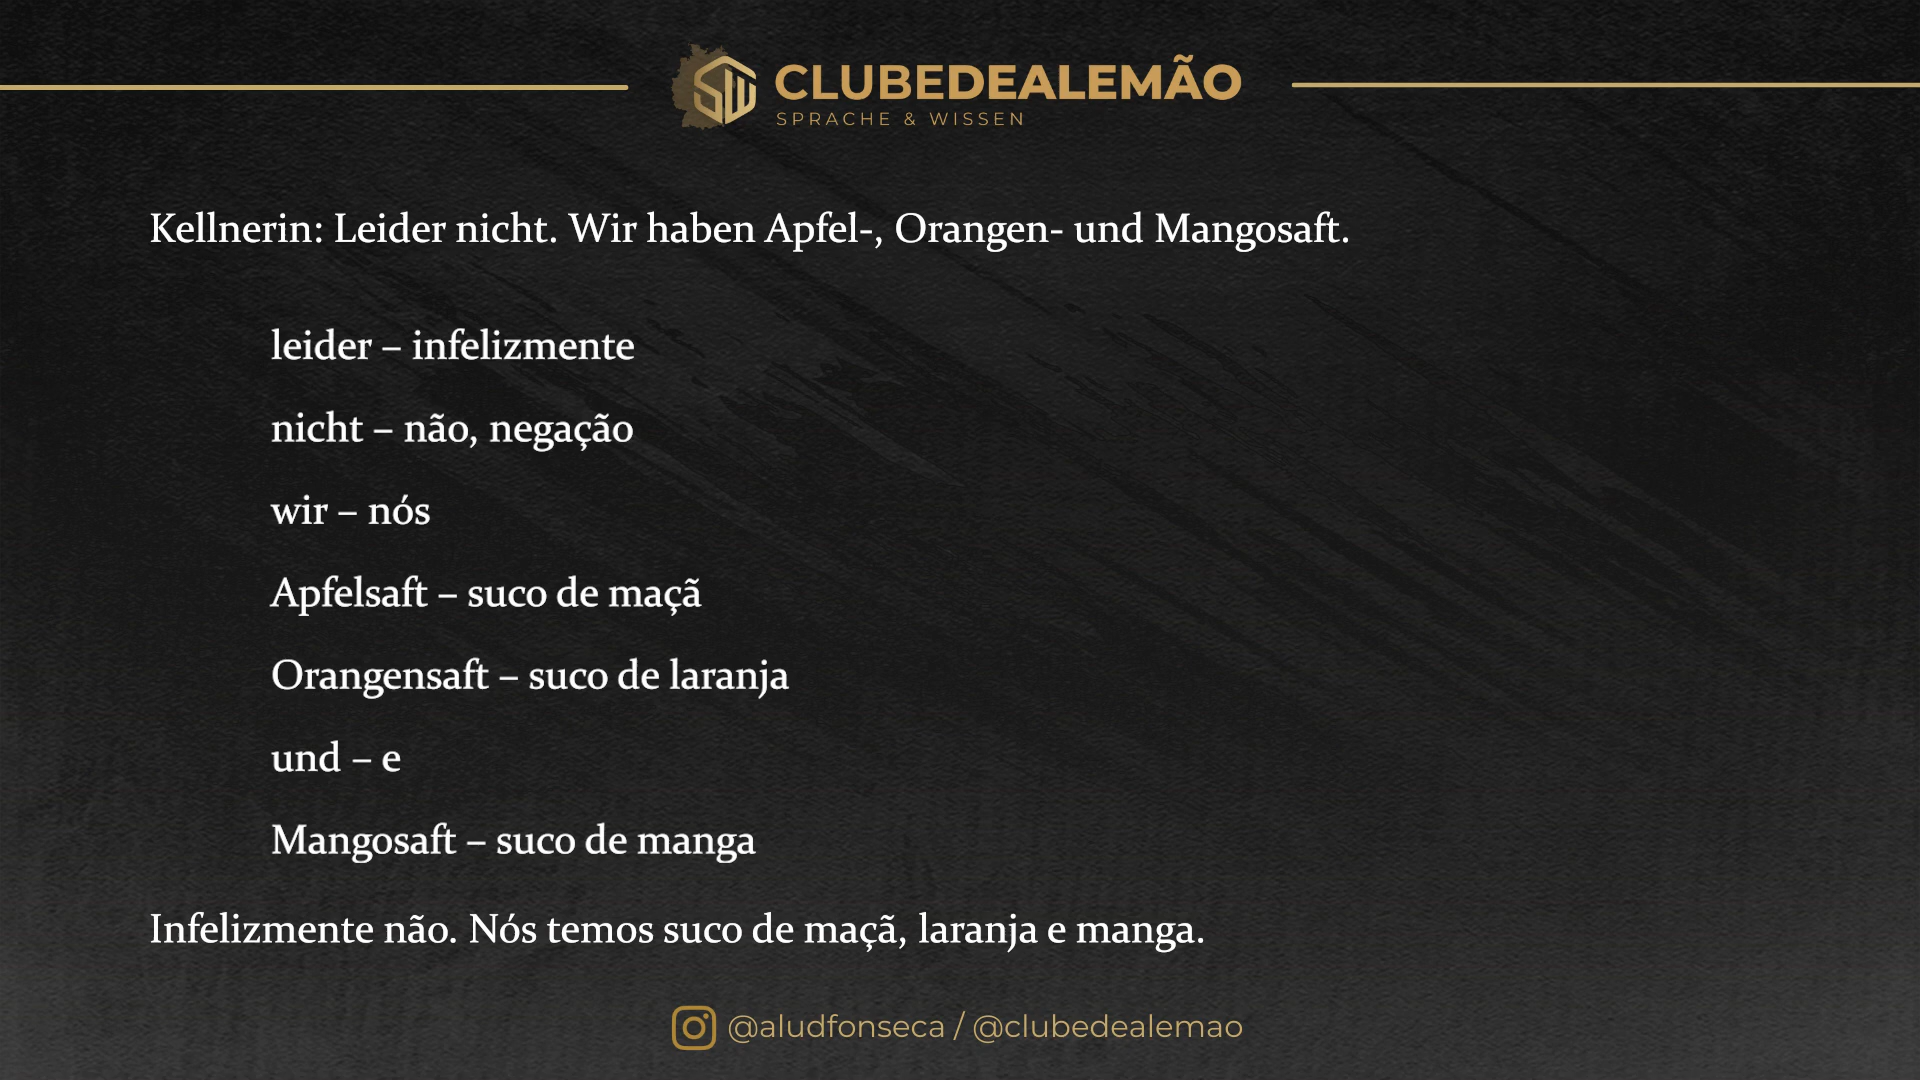 CLUBEDEALEMÃO
SPRACHE & WISSEN
Kellnerin: Leider nicht. Wir haben Apfel-, Orangen- und Mangosaft.
leider – infelizmente
nicht – não, negação
wir – nós
Apfelsaft – suco de maçã
Orangensaft – suco de laranja
und – e
Mangosaft – suco de manga
Infelizmente não. Nós temos suco de maçã, laranja e manga.
@aludfonseca / @clubedealemao